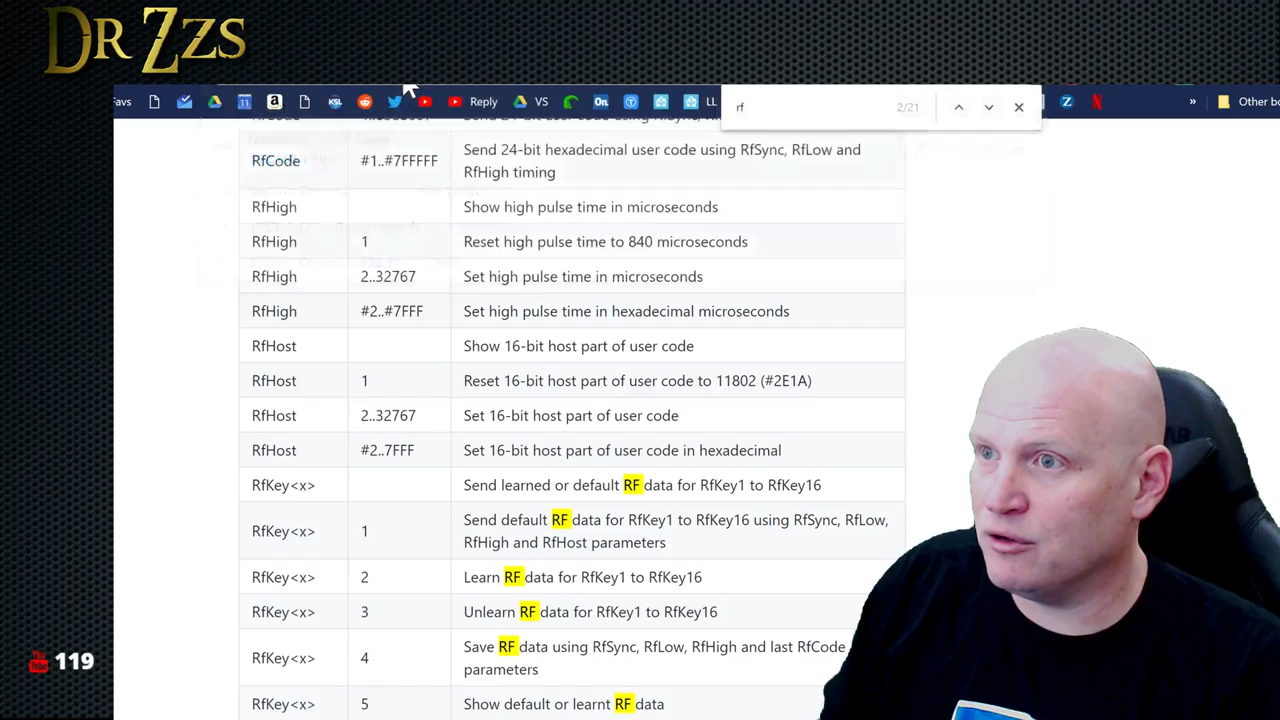 DR ZZS
avs
11
a
KSL
Reply
VS
On
T
LL
rf
2/21
Z
N
»
Other bo
RfCode #1..#7FFFFF Send 24-bit hexadecimal user code using RfSync, RfLow and
RfHigh timing
RfHigh Show high pulse time in microseconds
RfHigh 1 Reset high pulse time to 840 microseconds
RfHigh 2..32767 Set high pulse time in microseconds
RfHigh #2..#7FFF Set high pulse time in hexadecimal microseconds
RfHost Show 16-bit host part of user code
RfHost 1 Reset 16-bit host part of user code to 11802 (#2E1A)
RfHost 2..32767 Set 16-bit host part of user code
RfHost #2..7FFF Set 16-bit host part of user code in hexadecimal
RfKey<x> Send learned or default RF data for RfKey1 to RfKey16
RfKey<x> 1 Send default RF data for RfKey1 to RfKey16 using RfSync, RfLow,
RfHigh and RfHost parameters
RfKey<x> 2 Learn RF data for RfKey1 to RfKey16
RfKey<x> 3 Unlearn RF data for RfKey1 to RfKey16
RfKey<x> 4 Save RF data using RfSync, RfLow, RfHigh and last RfCode
parameters
RfKey<x> 5 Show default or learnt RF data
YouTube 119